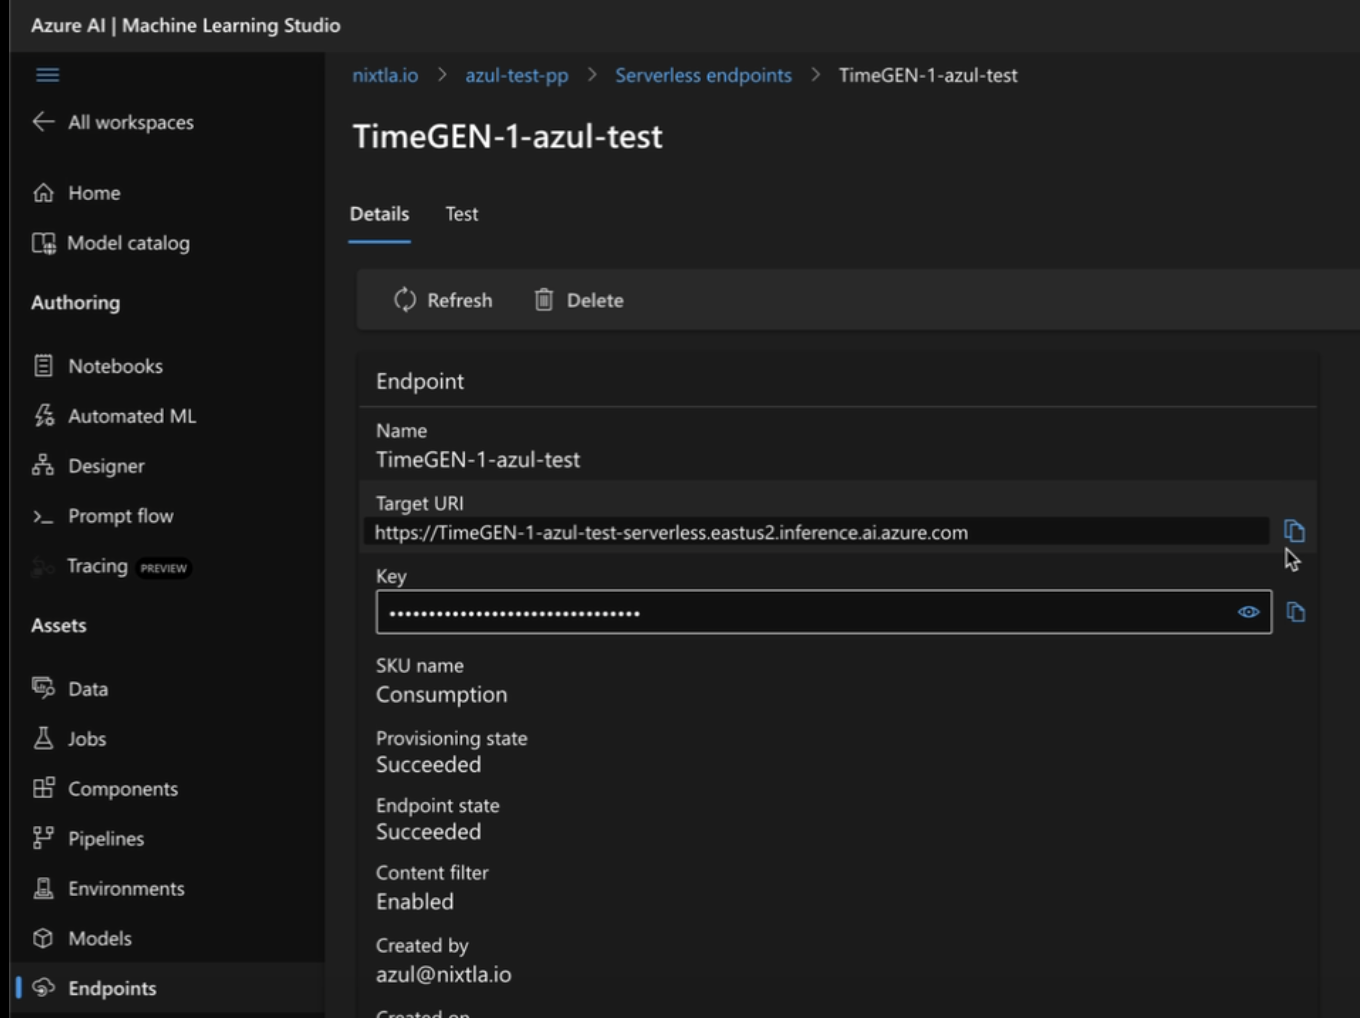 Azure AI | Machine Learning Studio
nixtla.io > azul-test-pp > Serverless endpoints > TimeGEN-1-azul-test
All workspaces
Home
Model catalog
Authoring
Notebooks
Automated ML
Designer
Prompt flow
Tracing PREVIEW
Assets
Data
Jobs
Components
Pipelines
Environments
Models
Endpoints
TimeGEN-1-azul-test
Details Test
Refresh Delete
Endpoint
Name
TimeGEN-1-azul-test
Target URI
https://TimeGEN-1-azul-test-serverless.eastus2.inference.ai.azure.com
Key
••••••••••••••••••••••••••••••••
SKU name
Consumption
Provisioning state
Succeeded
Endpoint state
Succeeded
Content filter
Enabled
Created by
azul@nixtla.io
Created on